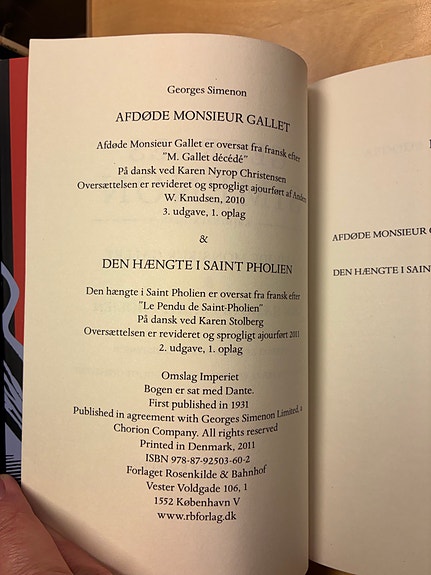 Georges Simenon
AFDØDE MONSIEUR GALLET
Afdøde Monsieur Gallet er oversat fra fransk efter
"M. Gallet décédé"
På dansk ved Karen Nyrop Christensen
Oversættelsen er revideret og sprogligt ajourført af Anders
W. Knudsen, 2010
3. udgave, 1. oplag
&
DEN HÆNGTE I SAINT PHOLIEN
Den hængte i Saint Pholien er oversat fra fransk efter
"Le Pendu de Saint-Pholien"
På dansk ved Karen Stolberg
Oversættelsen er revideret og sprogligt ajourført 2011
2. udgave, 1. oplag
Omslag Imperiet
Bogen er sat med Dante.
First published in 1931
Published in agreement with Georges Simenon Limited, a
Chorion Company. All rights reserved
Printed in Denmark, 2011
ISBN 978-87-92503-60-2
Forlaget Rosenkilde & Bahnhof
Vester Voldgade 106, 1
1552 København V
www.rbforlag.dk
AFDØDE MONSIEUR
DEN HÆNGTE I